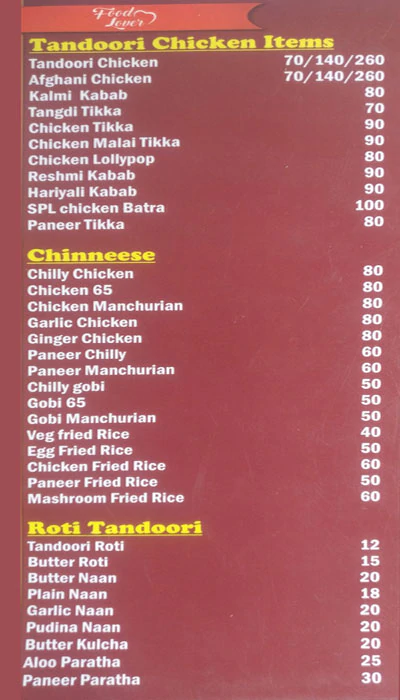 Food
Lover
Tandoori Chicken Items
Tandoori Chicken 70/140/260
Afghani Chicken 70/140/260
Kalmi Kabab 80
Tangdi Tikka 70
Chicken Tikka 90
Chicken Malai Tikka 90
Chicken Lollypop 80
Reshmi Kabab 90
Hariyali Kabab 90
SPL chicken Batra 100
Paneer Tikka 80
Chinneese
Chilly Chicken 80
Chicken 65 80
Chicken Manchurian 80
Garlic Chicken 80
Ginger Chicken 80
Paneer Chilly 60
Paneer Manchurian 60
Chilly gobi 50
Gobi 65 50
Gobi Manchurian 50
Veg fried Rice 40
Egg Fried Rice 50
Chicken Fried Rice 60
Paneer Fried Rice 50
Mashroom Fried Rice 60
Roti Tandoori
Tandoori Roti 12
Butter Roti 15
Butter Naan 20
Plain Naan 18
Garlic Naan 20
Pudina Naan 20
Butter Kulcha 20
Aloo Paratha 25
Paneer Paratha 30